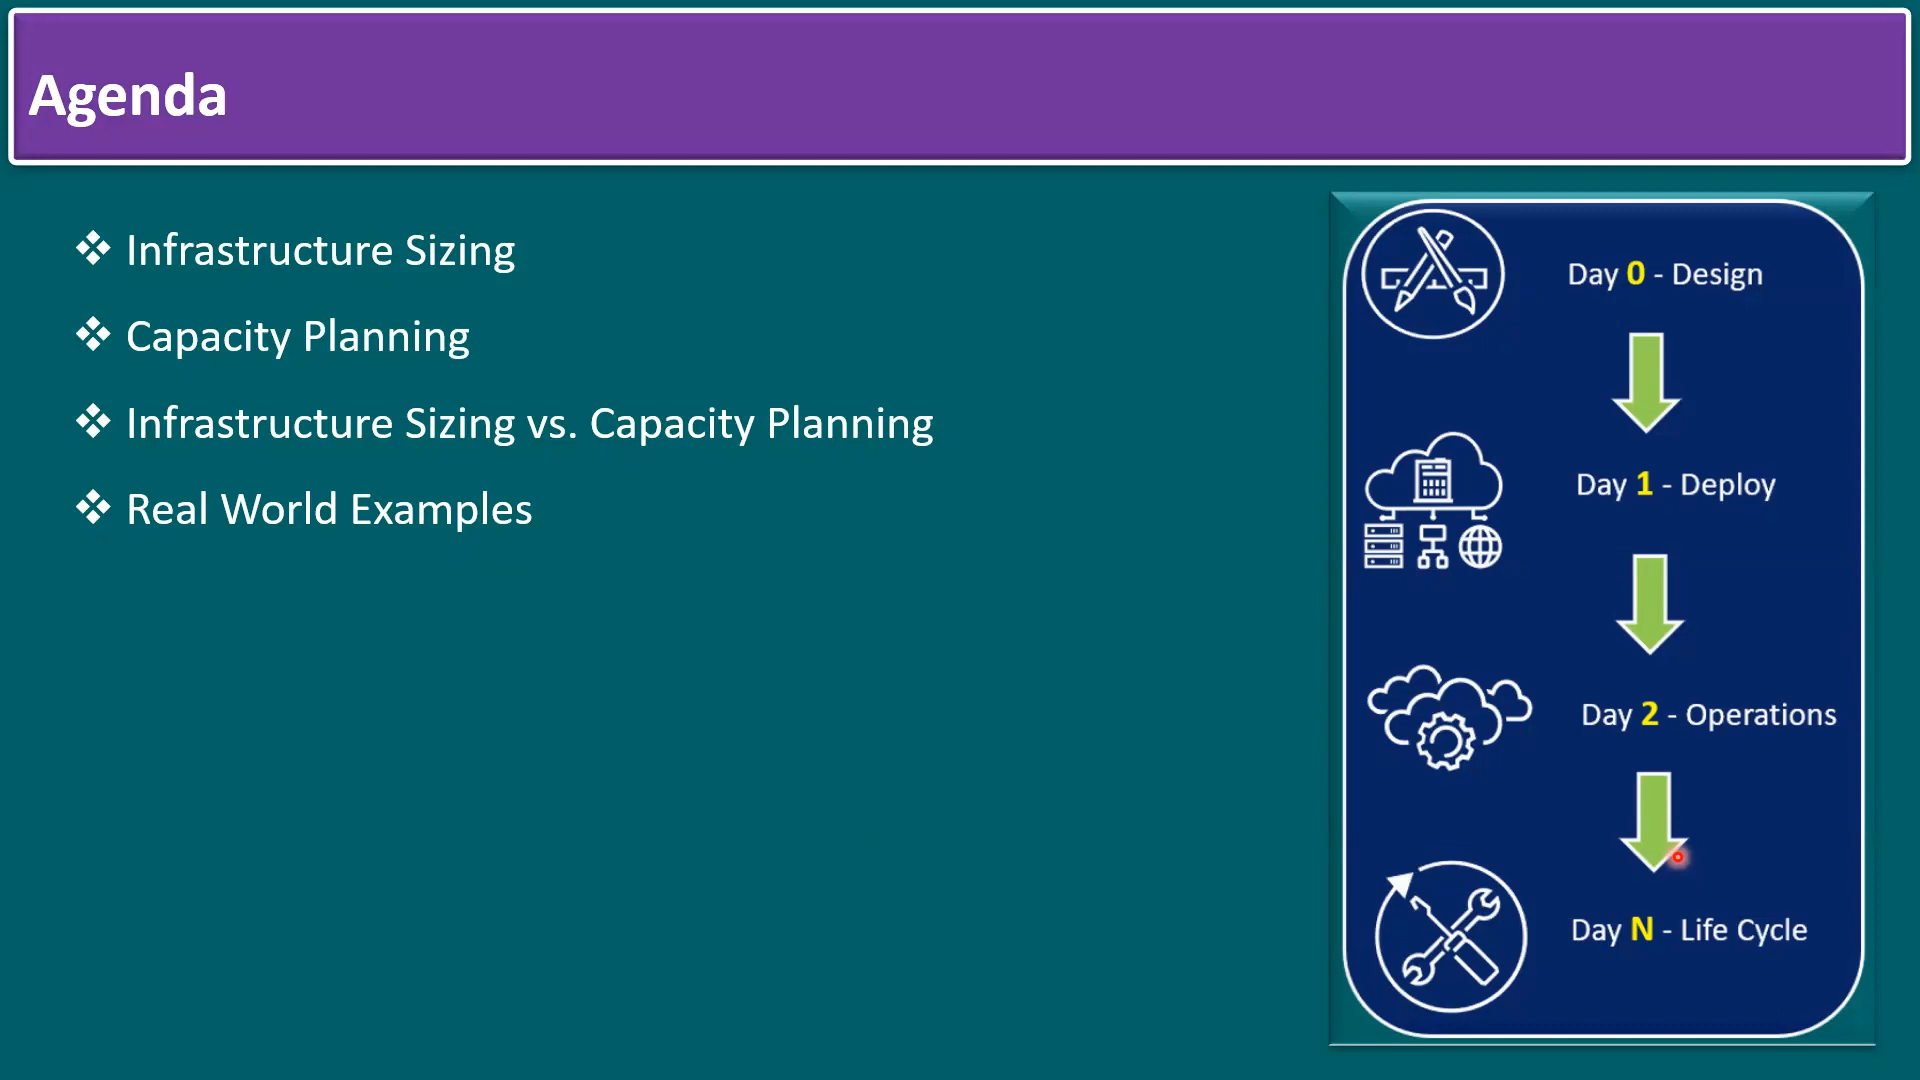 Agenda
Infrastructure Sizing
Capacity Planning
Infrastructure Sizing vs. Capacity Planning
Real World Examples
Day 0 - Design
Day 1 - Deploy
Day 2 - Operations
Day N - Life Cycle